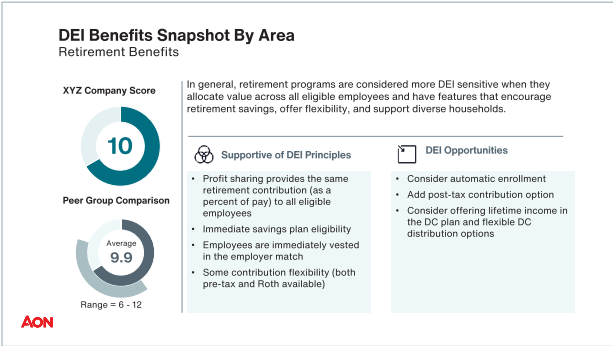 DEI Benefits Snapshot By Area
Retirement Benefits
XYZ Company Score
10
Peer Group Comparison
Average
9.9
Range = 6 - 12
In general, retirement programs are considered more DEI sensitive when they
allocate value across all eligible employees and have features that encourage
retirement savings, offer flexibility, and support diverse households.
Supportive of DEI Principles
• Profit sharing provides the same
retirement contribution (as a
percent of pay) to all eligible
employees
• Immediate savings plan eligibility
• Employees are immediately vested
in the employer match
• Some contribution flexibility (both
pre-tax and Roth available)
DEI Opportunities
• Consider automatic enrollment
• Add post-tax contribution option
• Consider offering lifetime income in
the DC plan and flexible DC
distribution options
AON